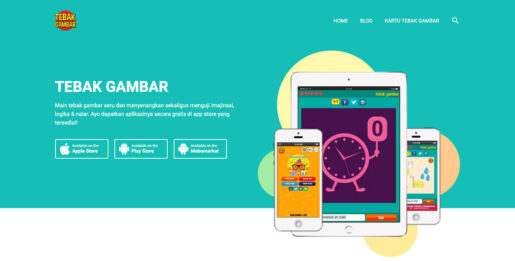 TEBAK
GAMBAR
HOME
BLOG
KARTU TEBAK GAMBAR
TEBAK GAMBAR
Main tebak gambar seru dan menyenangkan sekaligus menguji imajinasi,
logika & nalar. Ayo dapatkan aplikasinya secara gratis di app store yang
tersedia!!
Available on the
Apple Store
Available on the
Play Store
Available on the
Mobomarket
tebak gambar